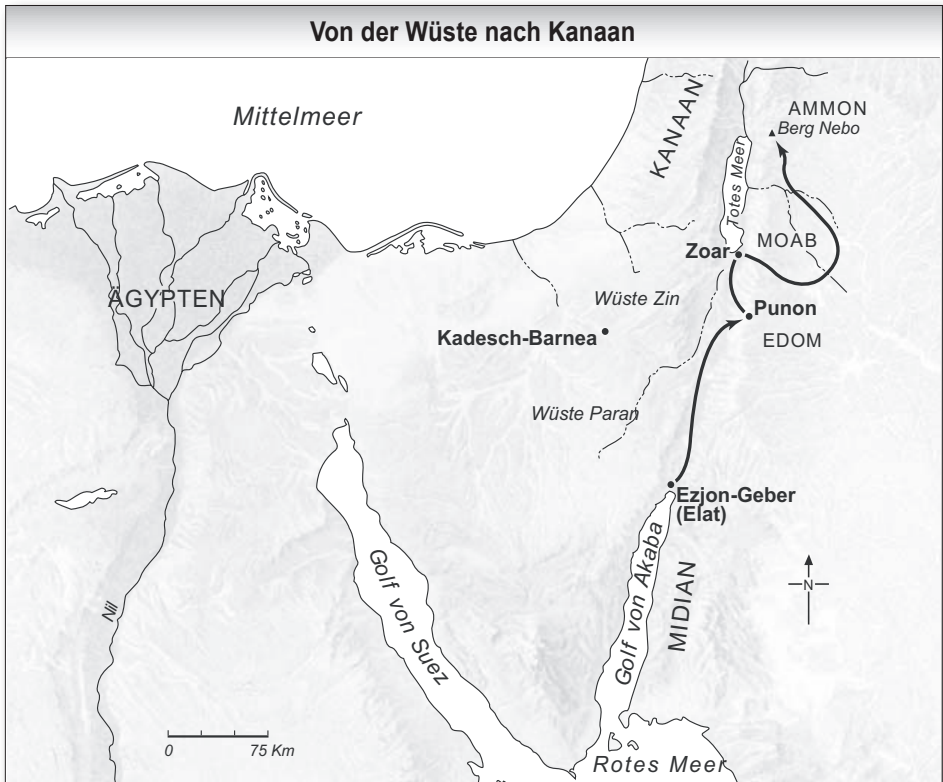 Von der Wüste nach Kanaan
Mittelmeer
KANAAN
AMMON
Berg Nebo
Totes Meer
Zoar
MOAB
ÄGYPTEN
Wüste Zin
Punon
Kadesch-Barnea
EDOM
Wüste Paran
Ezjon-Geber
(Elat)
Golf von Suez
Golf von Akaba
MIDIAN
N
Nil
0 75 Km
Rotes Meer